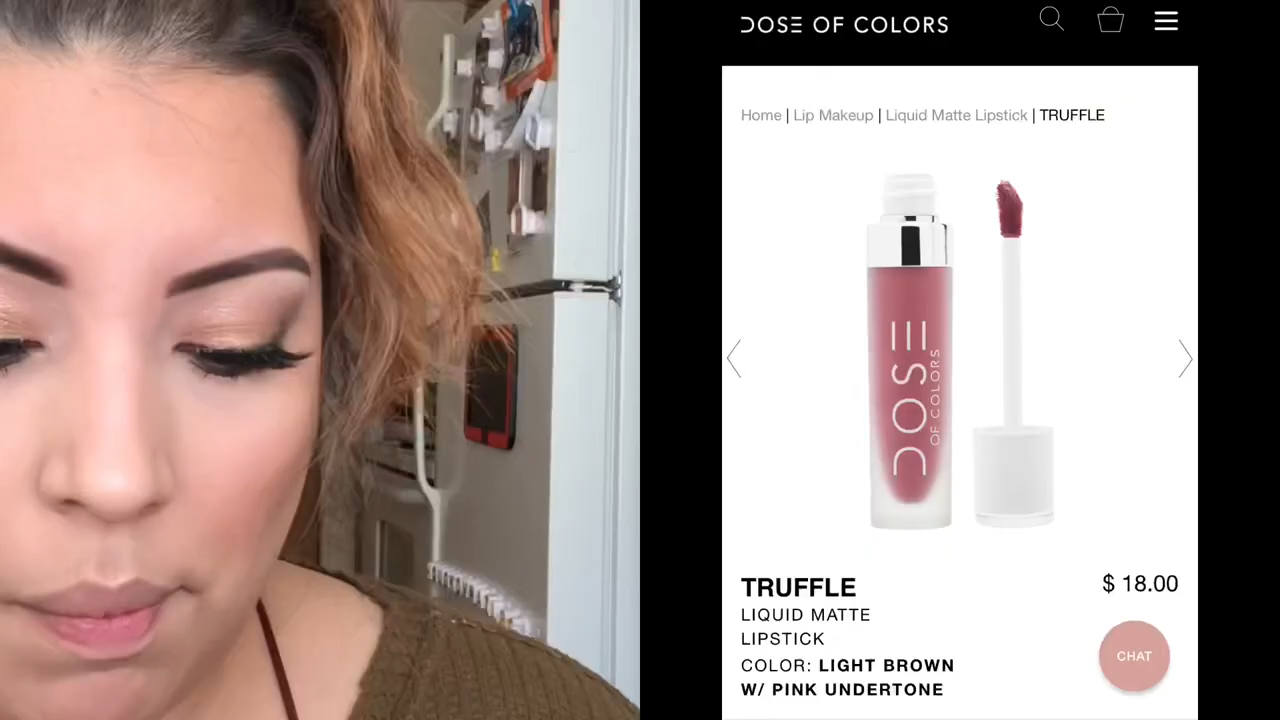 DOSE OF COLORS
Home | Lip Makeup | Liquid Matte Lipstick | TRUFFLE
DOSE
OF COLORS
TRUFFLE
$ 18.00
LIQUID MATTE
LIPSTICK
COLOR: LIGHT BROWN
W/ PINK UNDERTONE
CHAT